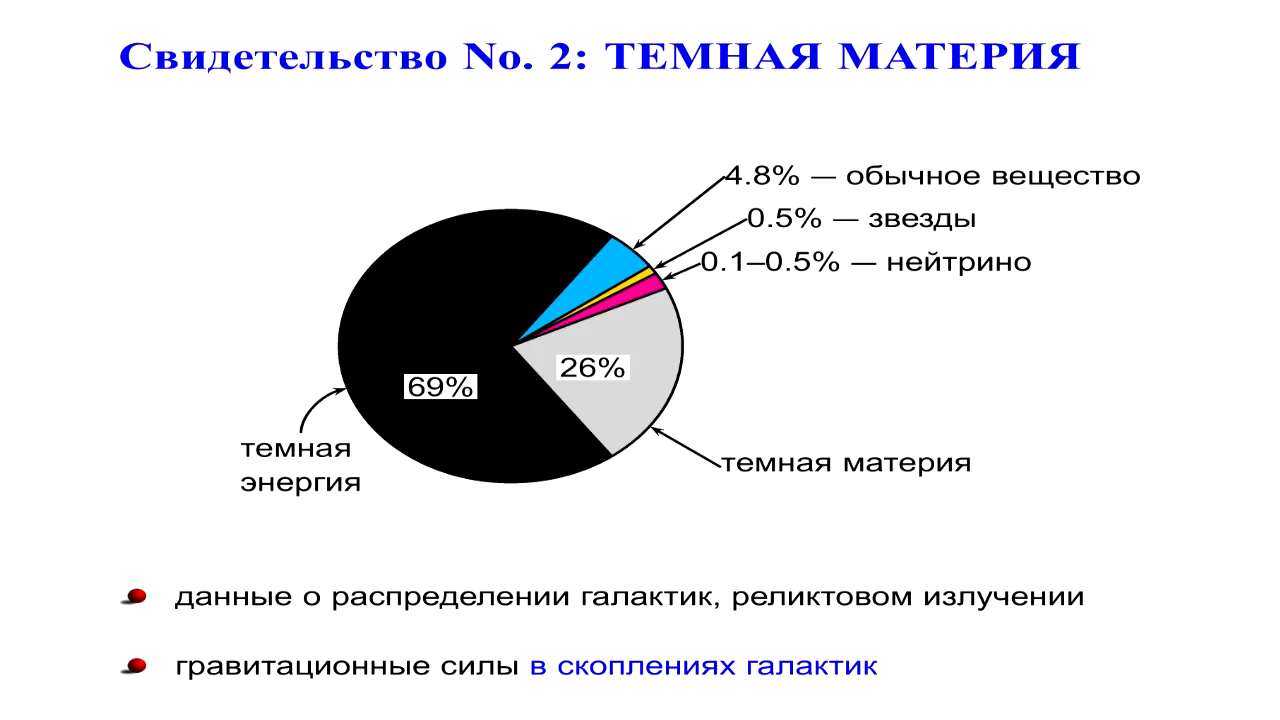 Свидетельство No. 2: ТЕМНАЯ МАТЕРИЯ
4.8% — обычное вещество
0.5% — звезды
0.1–0.5% — нейтрино
26%
69%
темная
энергия
темная материя
данные о распределении галактик, реликтовом излучении
гравитационные силы в скоплениях галактик